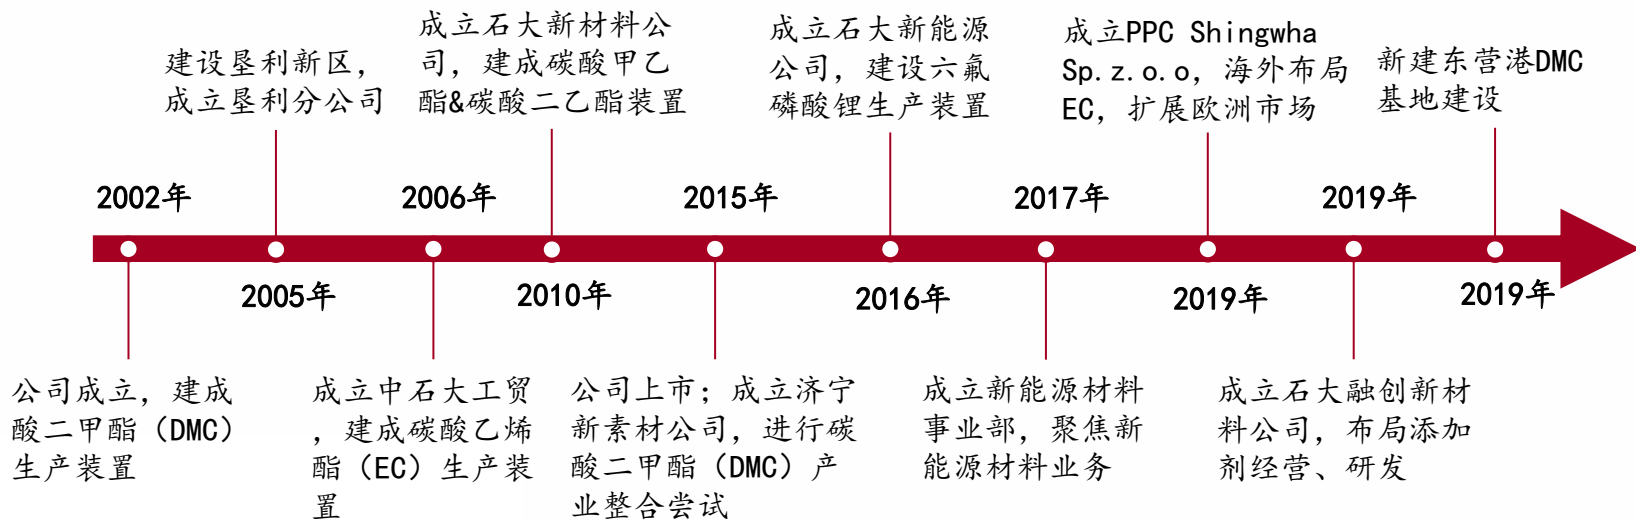 建设垦利新区，
成立垦利分公司
成立石大新材料公
司，建成碳酸甲乙
酯&碳酸二乙酯装置
成立石大新能源
公司，建设六氟
磷酸锂生产装置
成立PPC Shingwha
Sp.z.o.o，海外布局
EC，扩展欧洲市场
新建东营港DMC
基地建设
2002年
2006年
2015年
2017年
2019年
2005年
2010年
2016年
2019年
2019年
公司成立，建成
酸二甲酯（DMC）
生产装置
成立中石大工贸
，建成碳酸乙烯
酯（EC）生产装
置
公司上市；成立济宁
新素材公司，进行碳
酸二甲酯（DMC）产
业整合尝试
成立新能源材料
事业部，聚焦新
能源材料业务
成立石大融创新材
料公司，布局添加
剂经营、研发